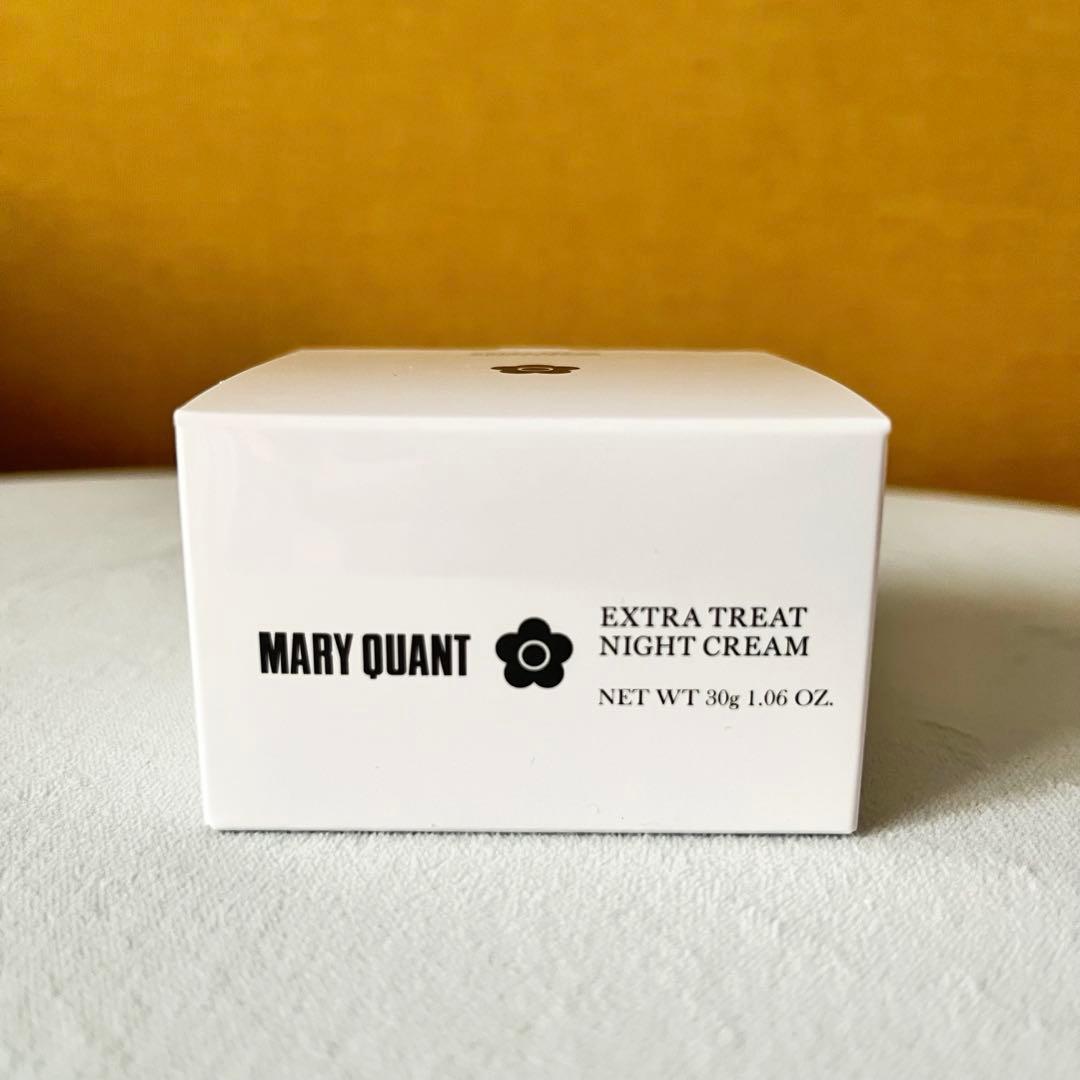 MARY QUANT
EXTRA TREAT
NIGHT CREAM
NET WT 30g 1.06 OZ.